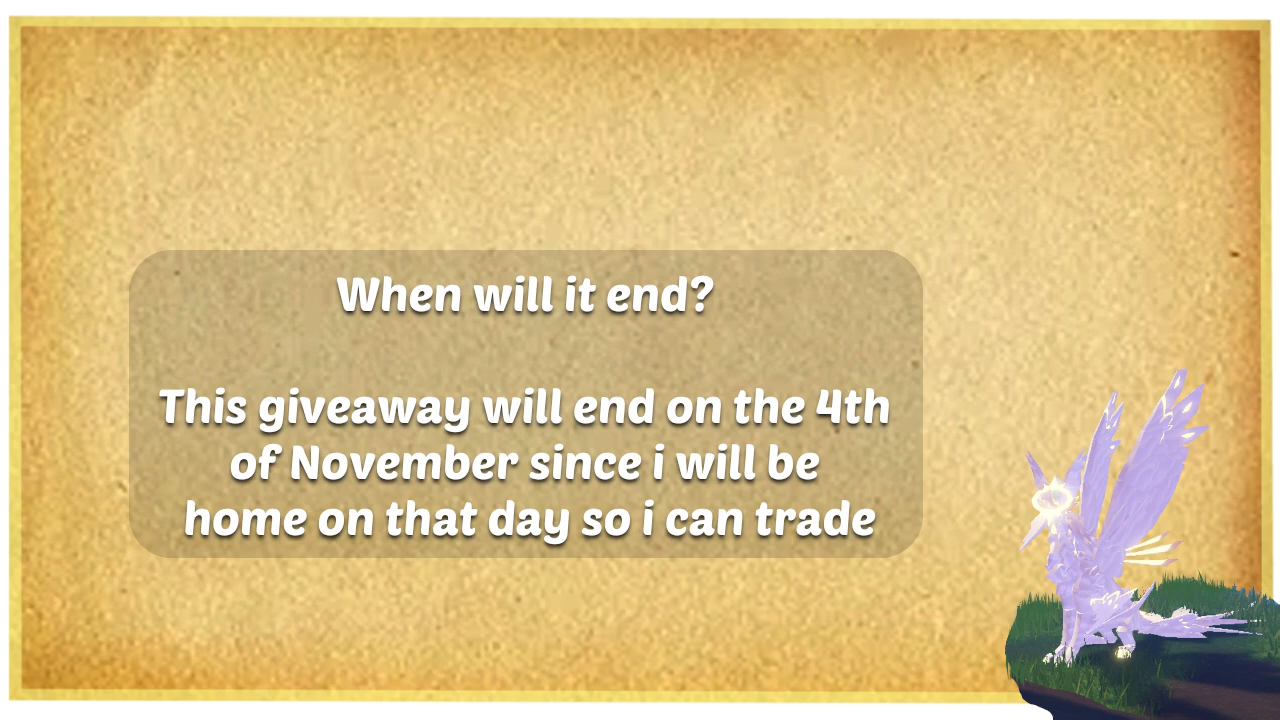 When will it end?
This giveaway will end on the 4th
of November since i will be
home on that day so i can trade